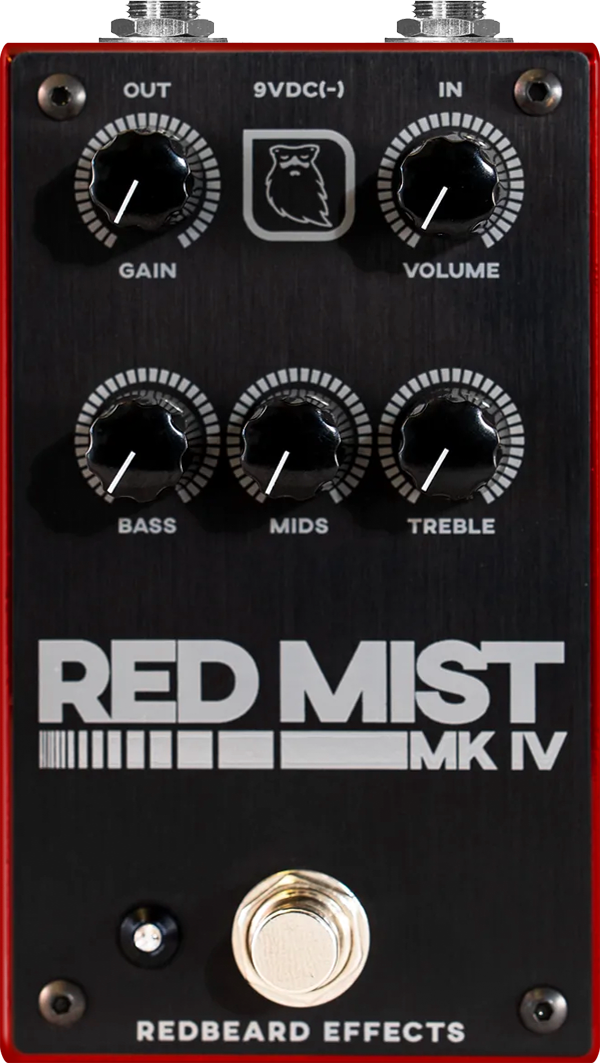 OUT 9VDC(-) IN
GAIN VOLUME
BASS MIDS TREBLE
RED MIST
MK IV
REDBEARD EFFECTS